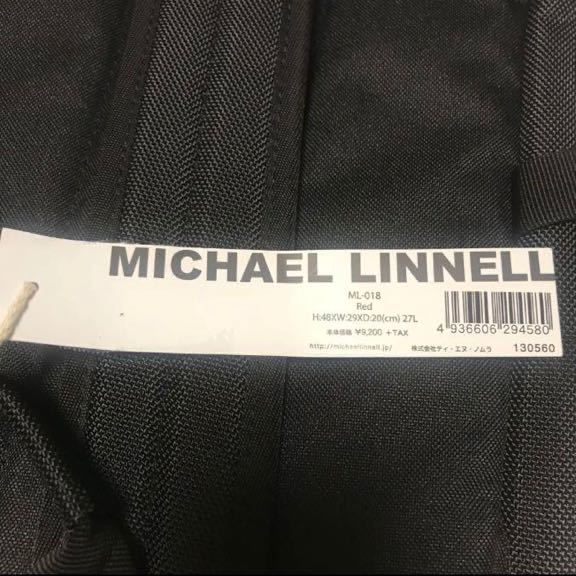 MICHAEL LINNELL
ML-018
Red
H:48XW:29XD:20(cm) 27L
本体価格 ¥9,200 +TAX
4 936606 294580
http://michaellinnell.jp/ 株式会社ティ・エヌ・ノムラ 130560